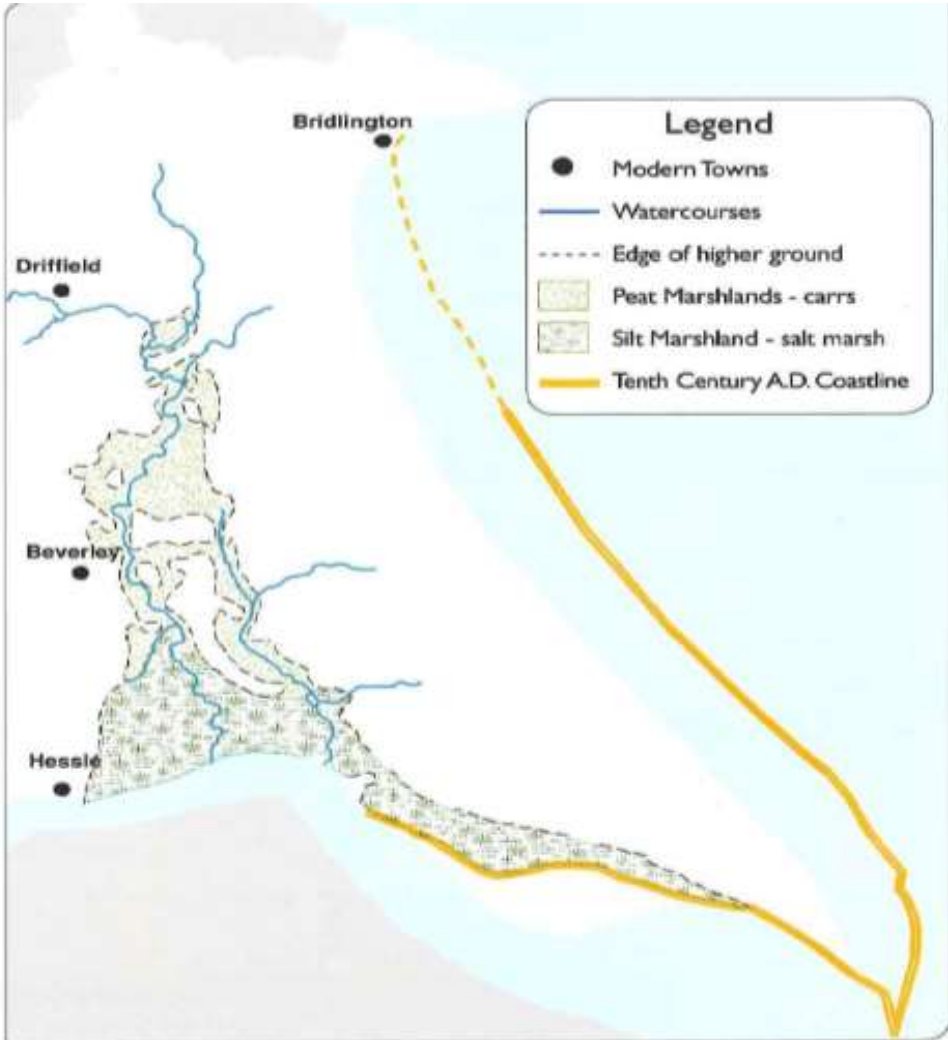 Bridlington
Legend
Modern Towns
Watercourses
Edge of higher ground
Peat Marshlands - carrs
Silt Marshland - salt marsh
Tenth Century A.D. Coastline
Driffield
Beverley
Hessle